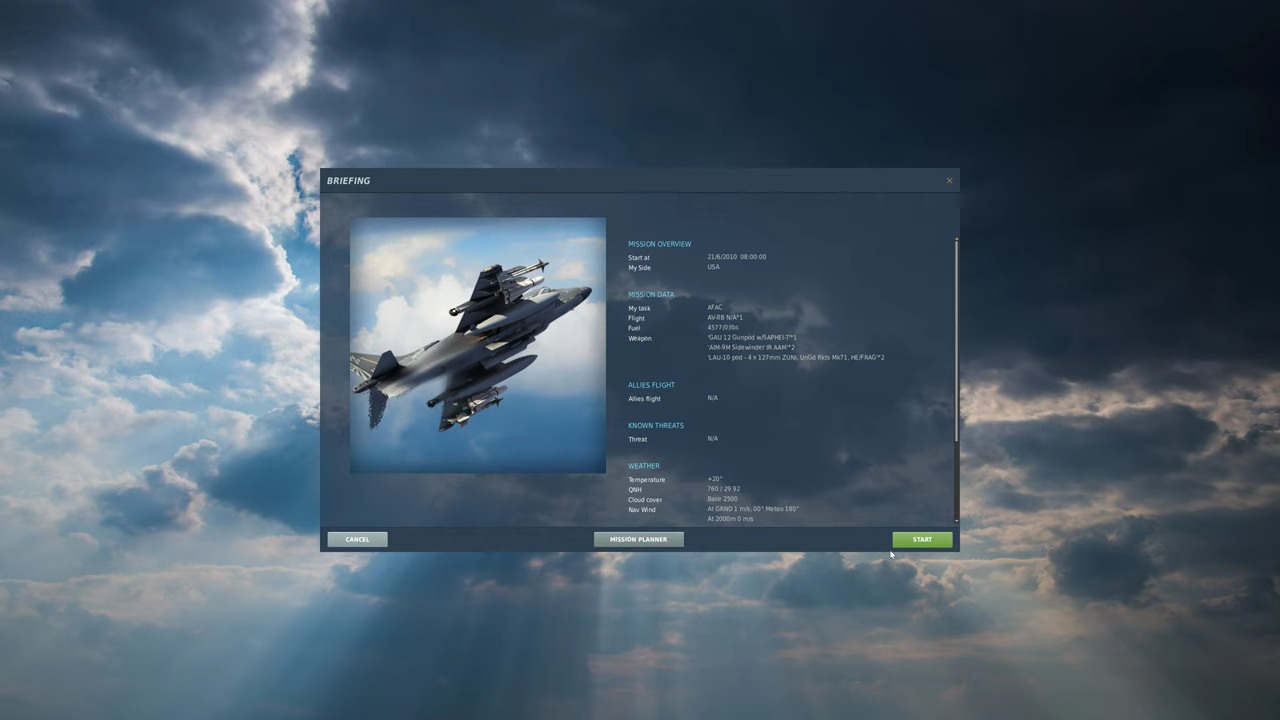 BRIEFING
MISSION OVERVIEW
Start at 21/6/2010 08:00:00
My Side USA
MISSION DATA
My task AFAC
Flight AV-8B N/A*1
Fuel 4577(0)lbs
Weapon 'GAU 12 Gunpod w/SAPHEI-T'*1
'AIM-9M Sidewinder IR AAM'*2
'LAU-10 pod - 4 x 127mm ZUNI, UnGd Rkts Mk71, HE/FRAG'*2
ALLIES FLIGHT
Allies flight N/A
KNOWN THREATS
Threat N/A
WEATHER
Temperature +20°
QNH 760 / 29.92
Cloud cover Base 2500
Nav Wind At GRND 1 m/s, 00° Meteo 180°
At 2000m 0 m/s
CANCEL MISSION PLANNER START